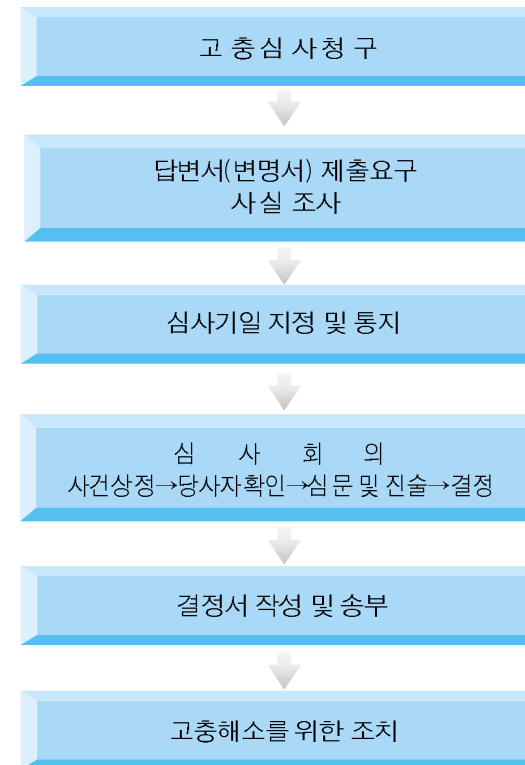 고충심사청구
답변서(변명서) 제출요구
사실 조사
심사기일 지정 및 통지
심 사 회 의
사건상정→당사자확인→심문 및 진술→결정
결정서 작성 및 송부
고충해소를 위한 조치